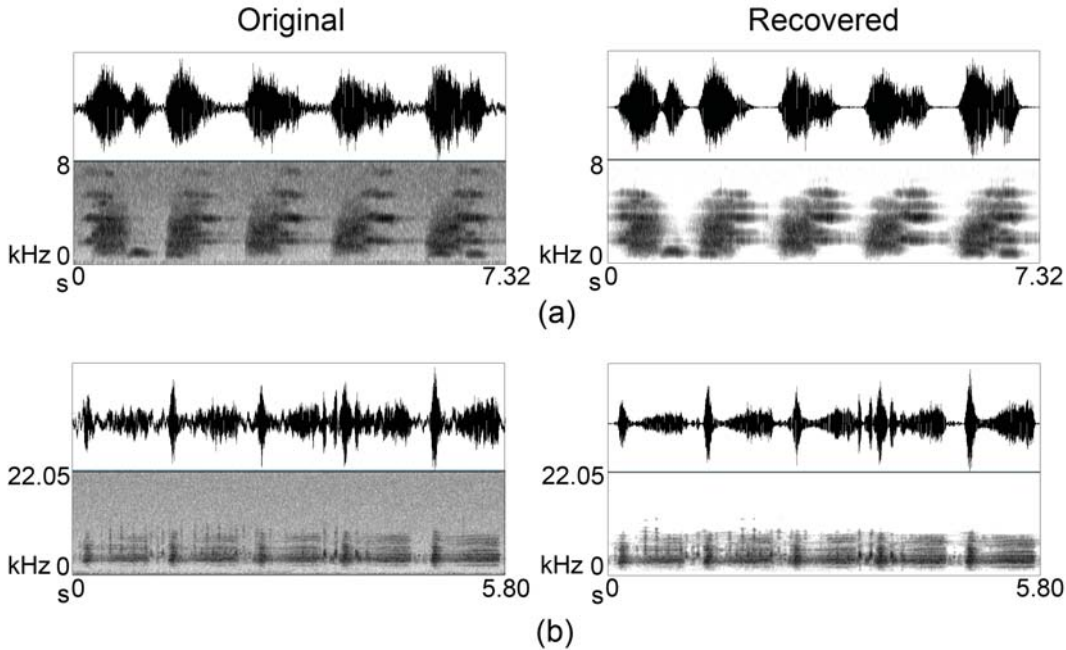 Original Recovered
8 8
kHz 0 kHz 0
s 0 7.32 s 0 7.32
(a)
22.05 22.05
kHz 0 kHz 0
s 0 5.80 s 0 5.80
(b)